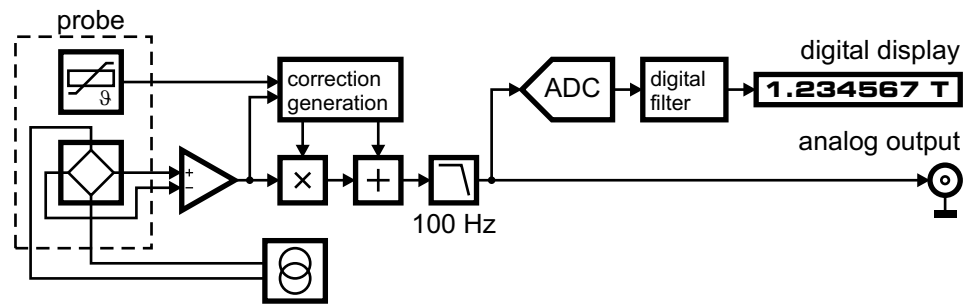 probe
ϑ
correction
generation
+
−
×
+
100 Hz
ADC
digital
filter
digital display
1.234567 T
analog output